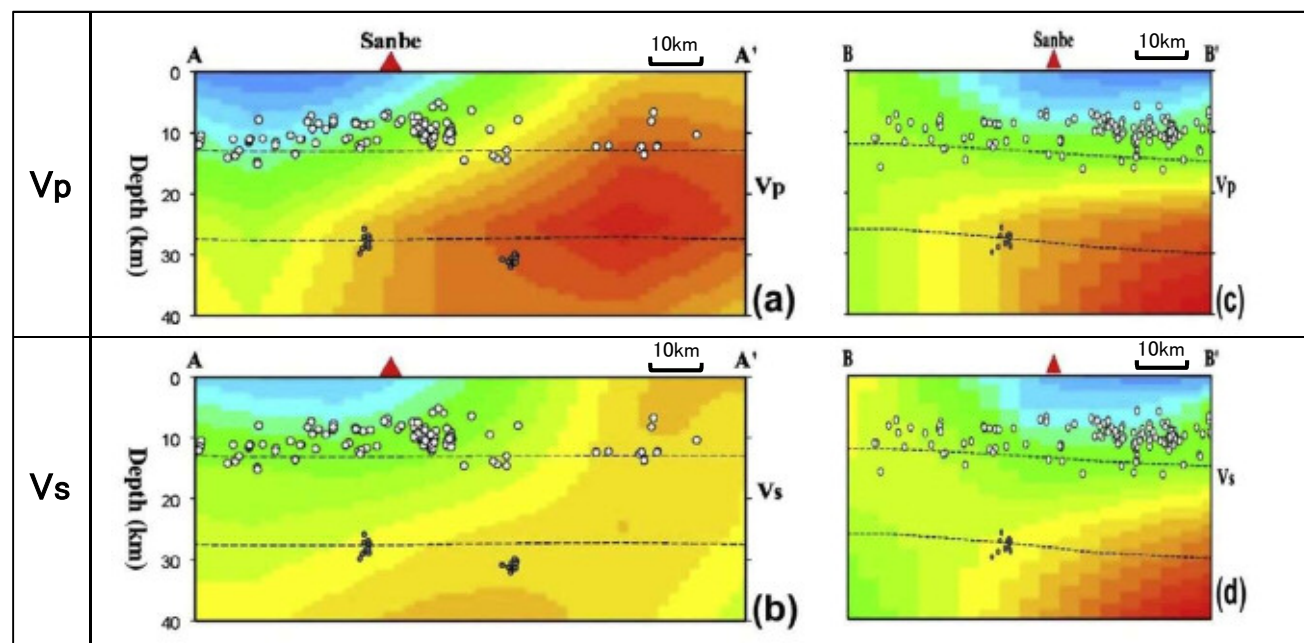 Vp
Sanbe
A
A'
10km
0
10
20
30
40
Depth (km)
Vp
(a)
Sanbe
B
B'
10km
Vp
(c)
Vs
A
A'
10km
0
10
20
30
40
Depth (km)
Vs
(b)
B
B'
10km
Vs
(d)